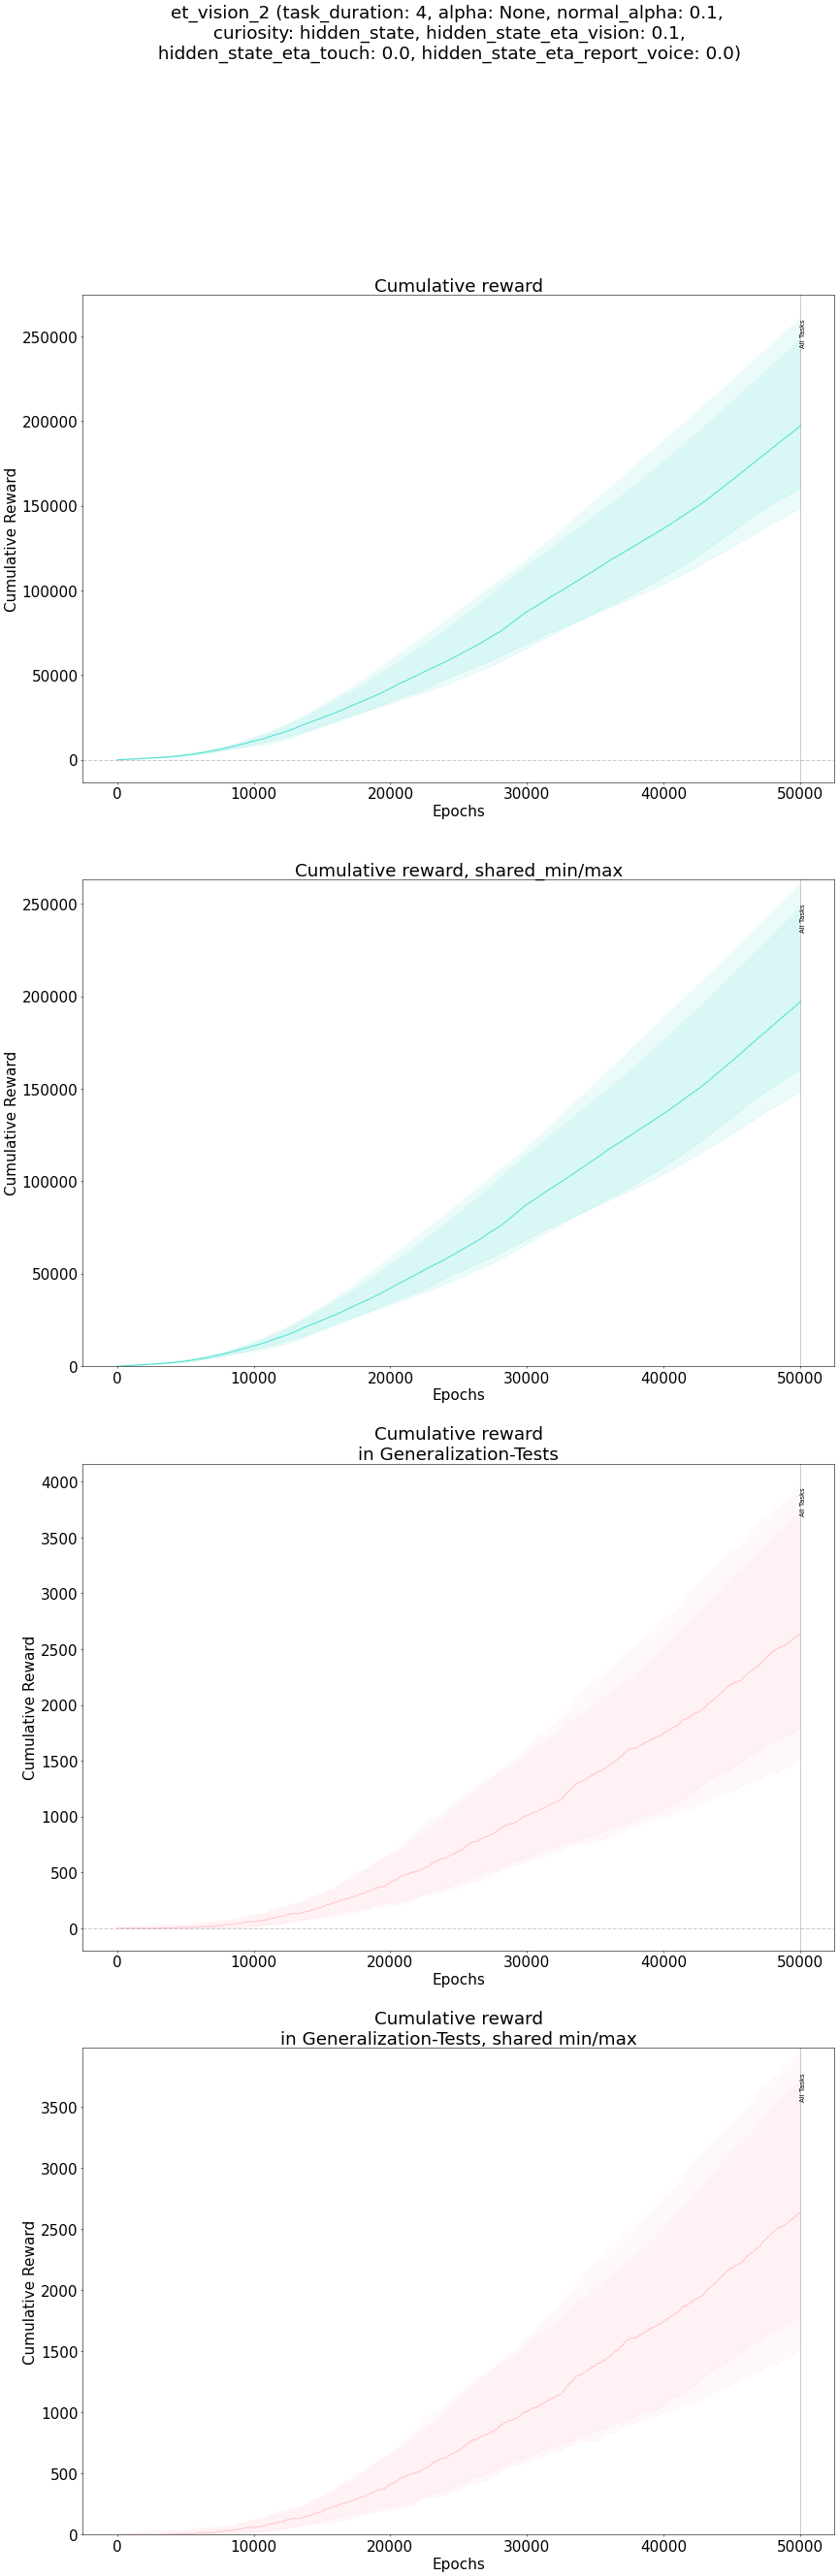 et_vision_2 (task_duration: 4, alpha: None, normal_alpha: 0.1,
curiosity: hidden_state, hidden_state_eta_vision: 0.1,
hidden_state_eta_touch: 0.0, hidden_state_eta_report_voice: 0.0)
Cumulative reward
250000
200000
150000
100000
50000
0
Cumulative Reward
All Tasks
0 10000 20000 30000 40000 50000
Epochs
Cumulative reward, shared_min/max
250000
200000
150000
100000
50000
0
Cumulative Reward
All Tasks
0 10000 20000 30000 40000 50000
Epochs
Cumulative reward
in Generalization-Tests
4000
3500
3000
2500
2000
1500
1000
500
0
Cumulative Reward
All Tasks
0 10000 20000 30000 40000 50000
Epochs
Cumulative reward
in Generalization-Tests, shared min/max
3500
3000
2500
2000
1500
1000
500
0
Cumulative Reward
All Tasks
0 10000 20000 30000 40000 50000
Epochs